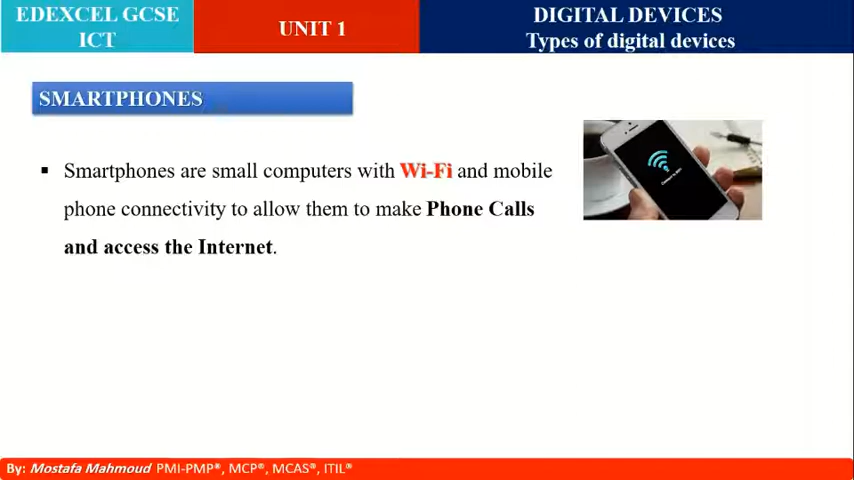 EDEXCEL GCSE
ICT
UNIT 1
DIGITAL DEVICES
Types of digital devices
SMARTPHONES
▪ Smartphones are small computers with Wi-Fi and mobile
phone connectivity to allow them to make Phone Calls
and access the Internet.
By: Mostafa Mahmoud PMI-PMP®, MCP®, MCAS®, ITIL®